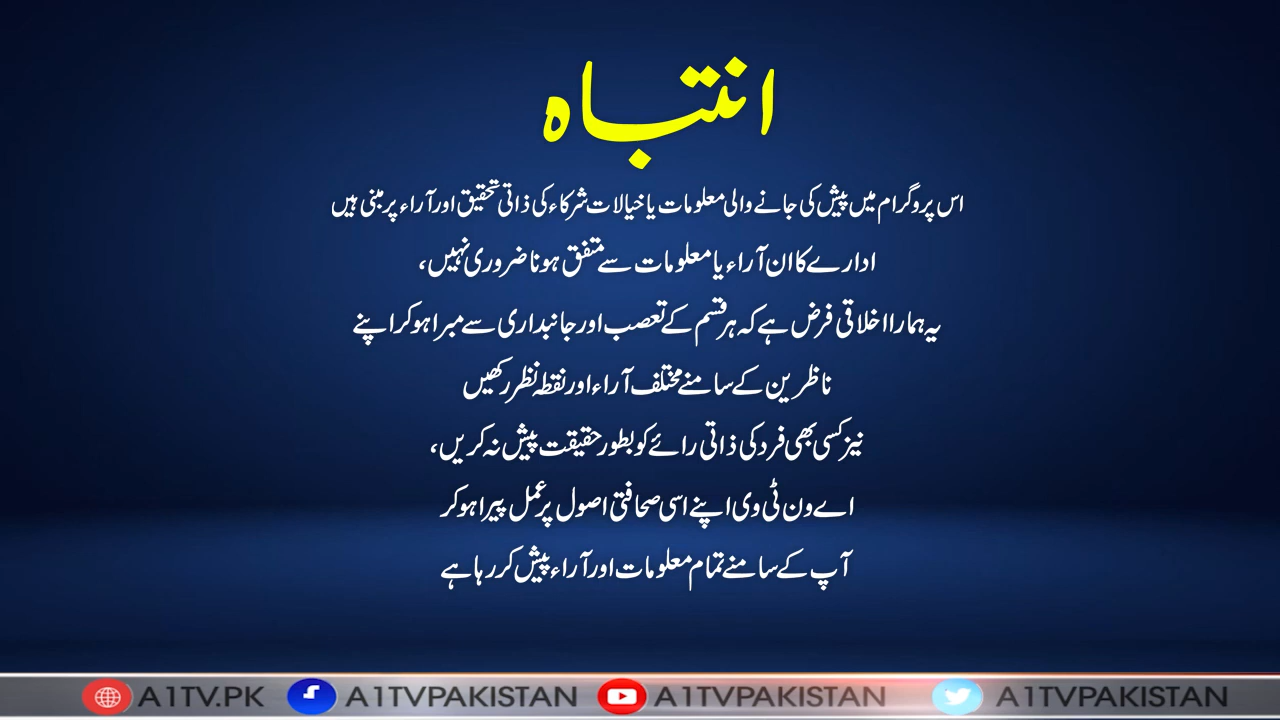 انتباہ
اس پروگرام میں پیش کی جانے والی معلومات یا خیالات شرکاء کی ذاتی تحقیق اور آراء پر مبنی ہیں
ادارے کا ان آراء یا معلومات سے متفق ہونا ضروری نہیں،
یہ ہمارا اخلاقی فرض ہے کہ ہر قسم کے تعصب اور جانبداری سے مبرا ہو کر اپنے
ناظرین کے سامنے مختلف آراء اور نقطہ نظر رکھیں
نیز کسی بھی فرد کی ذاتی رائے کو بطور حقیقت پیش نہ کریں،
اے ون ٹی وی اپنے اسی صحافتی اصول پر عمل پیرا ہو کر
آپ کے سامنے تمام معلومات اور آراء پیش کر رہا ہے
A1TV.PK A1TVPAKISTAN A1TVPAKISTAN A1TVPAKISTAN